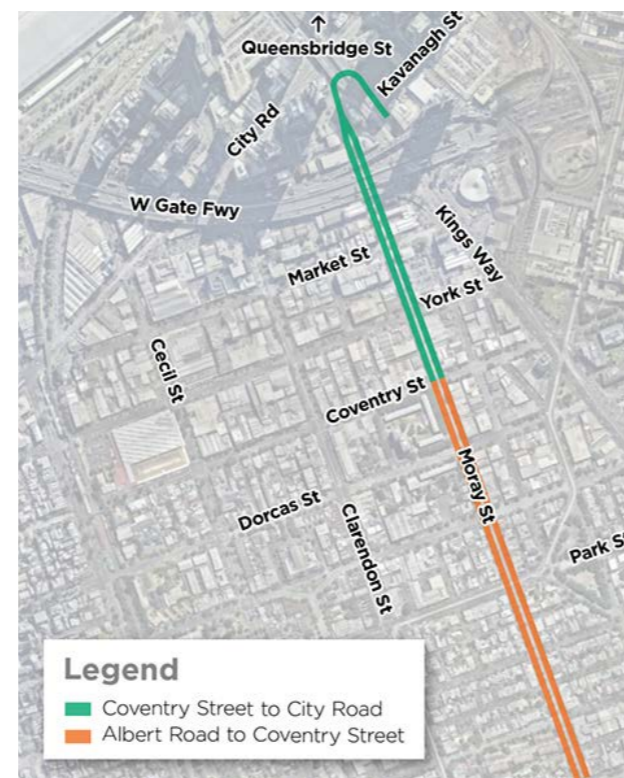 ↑
Queensbridge St
Kavanagh St
City Rd
W Gate Fwy
Kings Way
Market St
York St
Cecil St
Coventry St
Moray St
Dorcas St
Clarendon St
Park St
Legend
Coventry Street to City Road
Albert Road to Coventry Street